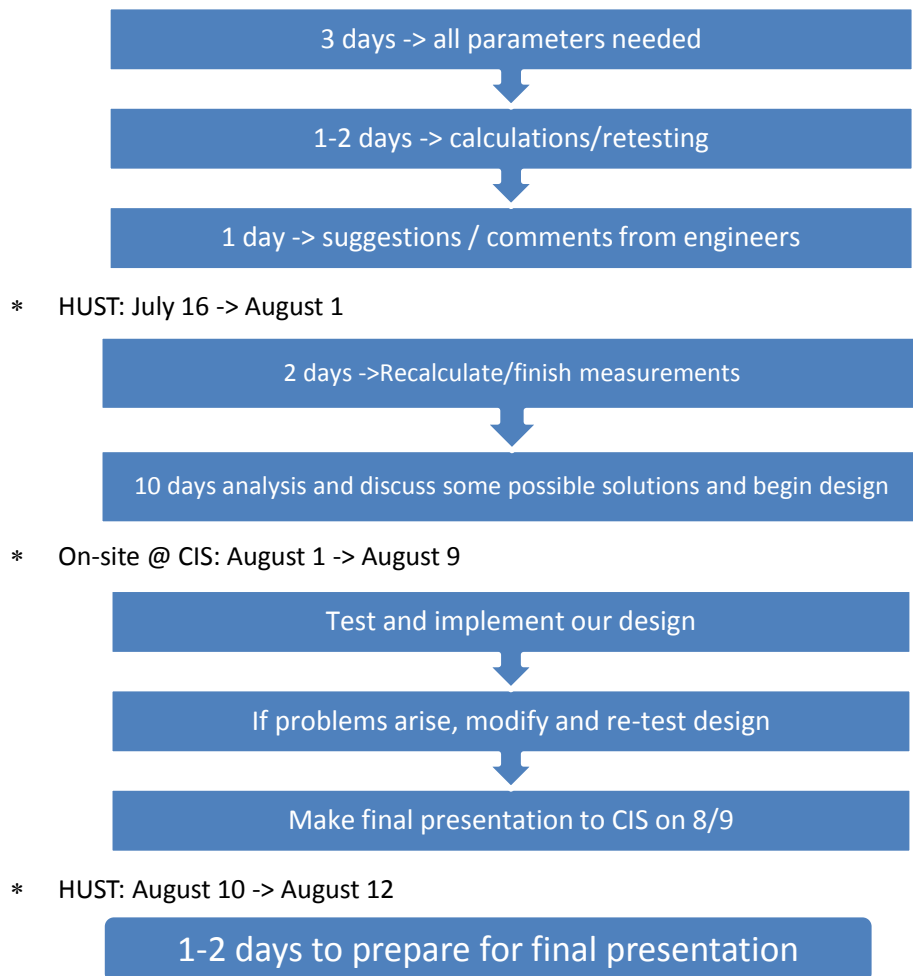 3 days -> all parameters needed
1-2 days -> calculations/retesting
1 day -> suggestions / comments from engineers
* HUST: July 16 -> August 1
2 days ->Recalculate/finish measurements
10 days analysis and discuss some possible solutions and begin design
* On-site @ CIS: August 1 -> August 9
Test and implement our design
If problems arise, modify and re-test design
Make final presentation to CIS on 8/9
* HUST: August 10 -> August 12
1-2 days to prepare for final presentation